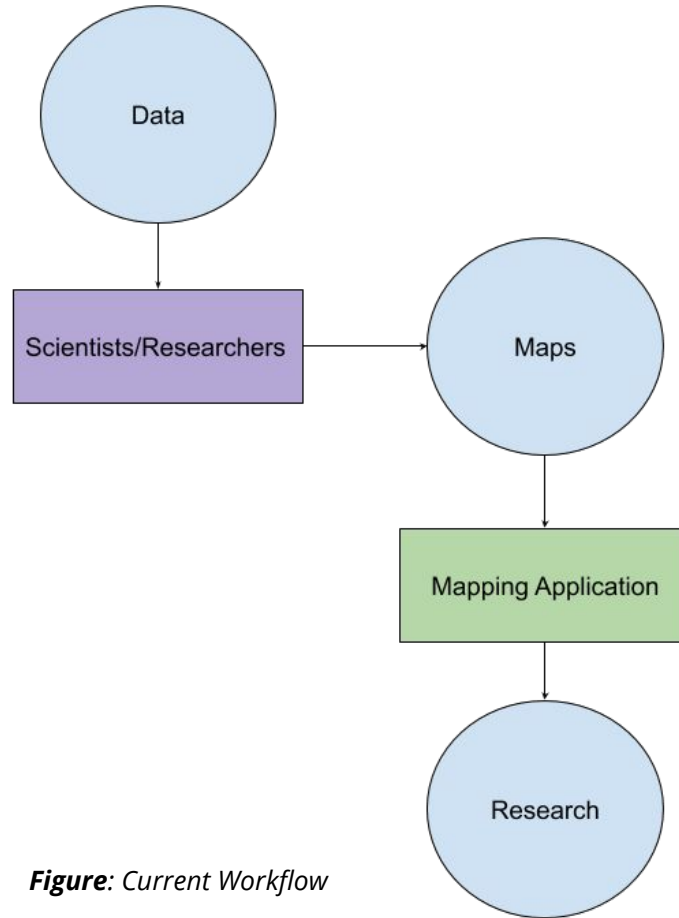 Data
Scientists/Researchers
Maps
Mapping Application
Research
Figure: Current Workflow